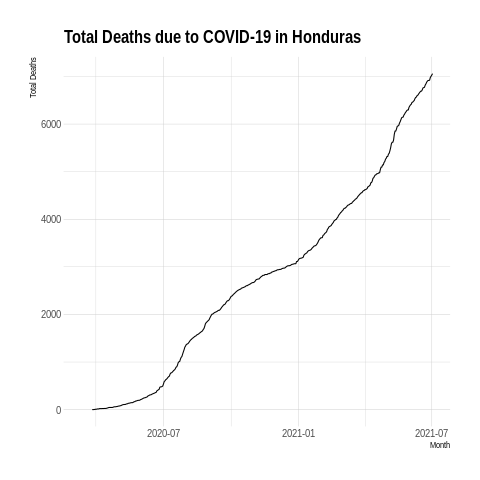 Total Deaths due to COVID-19 in Honduras
Total Deaths
6000
4000
2000
0
2020-07
2021-01
2021-07
Month